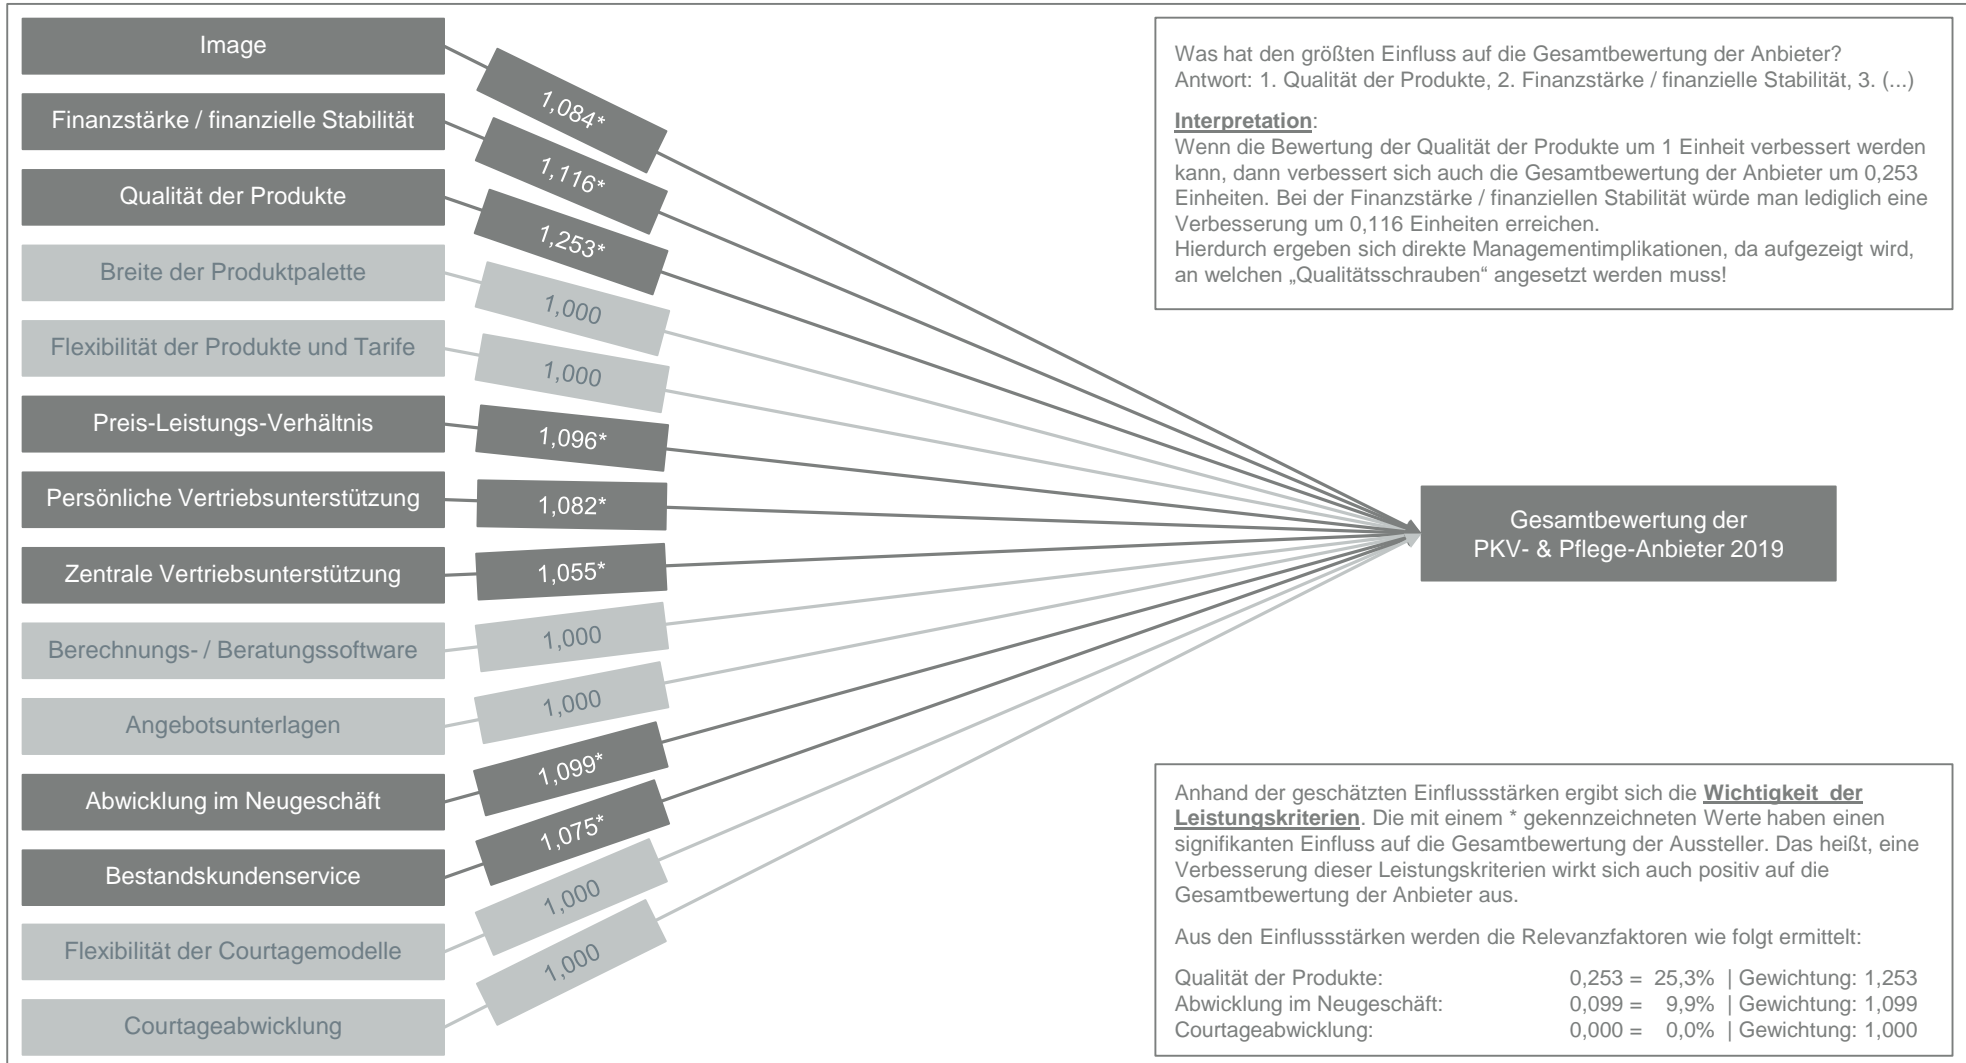 Image
1,084*
Finanzstärke / finanzielle Stabilität
1,116*
Qualität der Produkte
1,253*
Breite der Produktpalette
1,000
Flexibilität der Produkte und Tarife
1,000
Preis-Leistungs-Verhältnis
1,096*
Persönliche Vertriebsunterstützung
1,082*
Zentrale Vertriebsunterstützung
1,055*
Berechnungs- / Beratungssoftware
1,000
Angebotsunterlagen
1,000
Abwicklung im Neugeschäft
1,099*
Bestandskundenservice
1,075*
Flexibilität der Courtagemodelle
1,000
Courtageabwicklung
1,000
Was hat den größten Einfluss auf die Gesamtbewertung der Anbieter?
Antwort: 1. Qualität der Produkte, 2. Finanzstärke / finanzielle Stabilität, 3. (...)
Interpretation:
Wenn die Bewertung der Qualität der Produkte um 1 Einheit verbessert werden
kann, dann verbessert sich auch die Gesamtbewertung der Anbieter um 0,253
Einheiten. Bei der Finanzstärke / finanziellen Stabilität würde man lediglich eine
Verbesserung um 0,116 Einheiten erreichen.
Hierdurch ergeben sich direkte Managementimplikationen, da aufgezeigt wird,
an welchen „Qualitätsschrauben“ angesetzt werden muss!
Gesamtbewertung der
PKV- & Pflege-Anbieter 2019
Anhand der geschätzten Einflussstärken ergibt sich die Wichtigkeit der
Leistungskriterien. Die mit einem * gekennzeichneten Werte haben einen
signifikanten Einfluss auf die Gesamtbewertung der Aussteller. Das heißt, eine
Verbesserung dieser Leistungskriterien wirkt sich auch positiv auf die
Gesamtbewertung der Anbieter aus.
Aus den Einflussstärken werden die Relevanzfaktoren wie folgt ermittelt:
Qualität der Produkte: 0,253 = 25,3% | Gewichtung: 1,253
Abwicklung im Neugeschäft: 0,099 = 9,9% | Gewichtung: 1,099
Courtageabwicklung: 0,000 = 0,0% | Gewichtung: 1,000